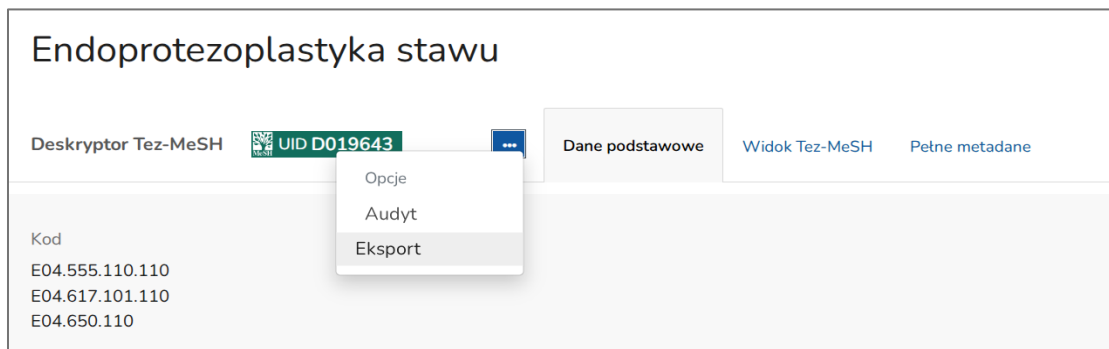 Endoprotezoplastyka stawu
Deskryptor Tez-MeSH MeSH UID D019643 ... Dane podstawowe Widok Tez-MeSH Pełne metadane
Opcje
Audyt
Eksport
Kod
E04.555.110.110
E04.617.101.110
E04.650.110